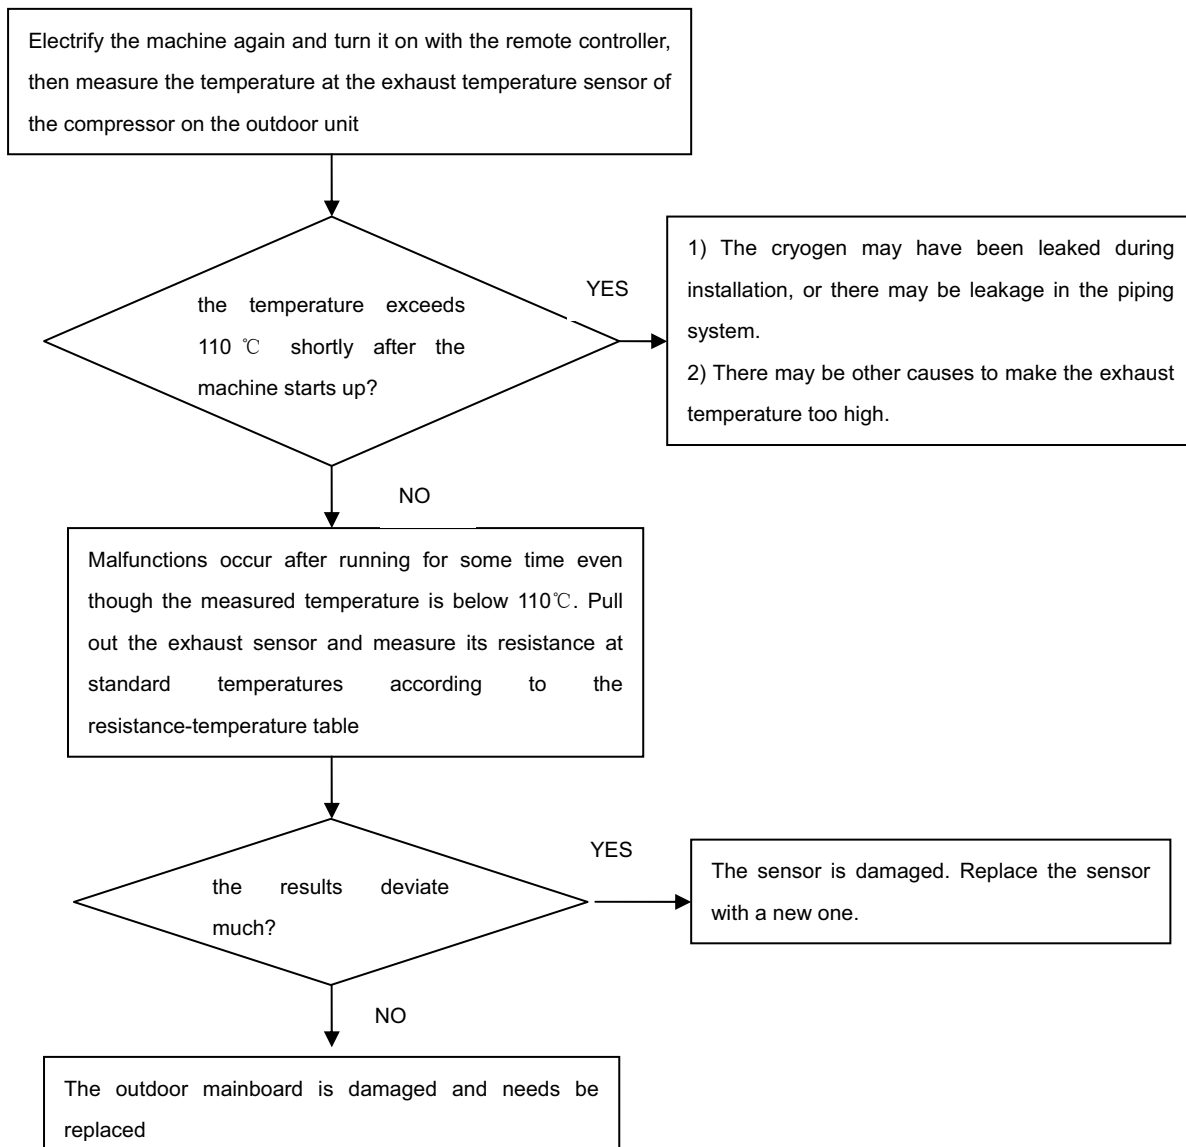 Electrify the machine again and turn it on with the remote controller,
then measure the temperature at the exhaust temperature sensor of
the compressor on the outdoor unit
the temperature exceeds
110 ℃ shortly after the
machine starts up?
YES
1) The cryogen may have been leaked during
installation, or there may be leakage in the piping
system.
2) There may be other causes to make the exhaust
temperature too high.
NO
Malfunctions occur after running for some time even
though the measured temperature is below 110℃. Pull
out the exhaust sensor and measure its resistance at
standard temperatures according to the
resistance-temperature table
the results deviate
much?
YES
The sensor is damaged. Replace the sensor
with a new one.
NO
The outdoor mainboard is damaged and needs be
replaced